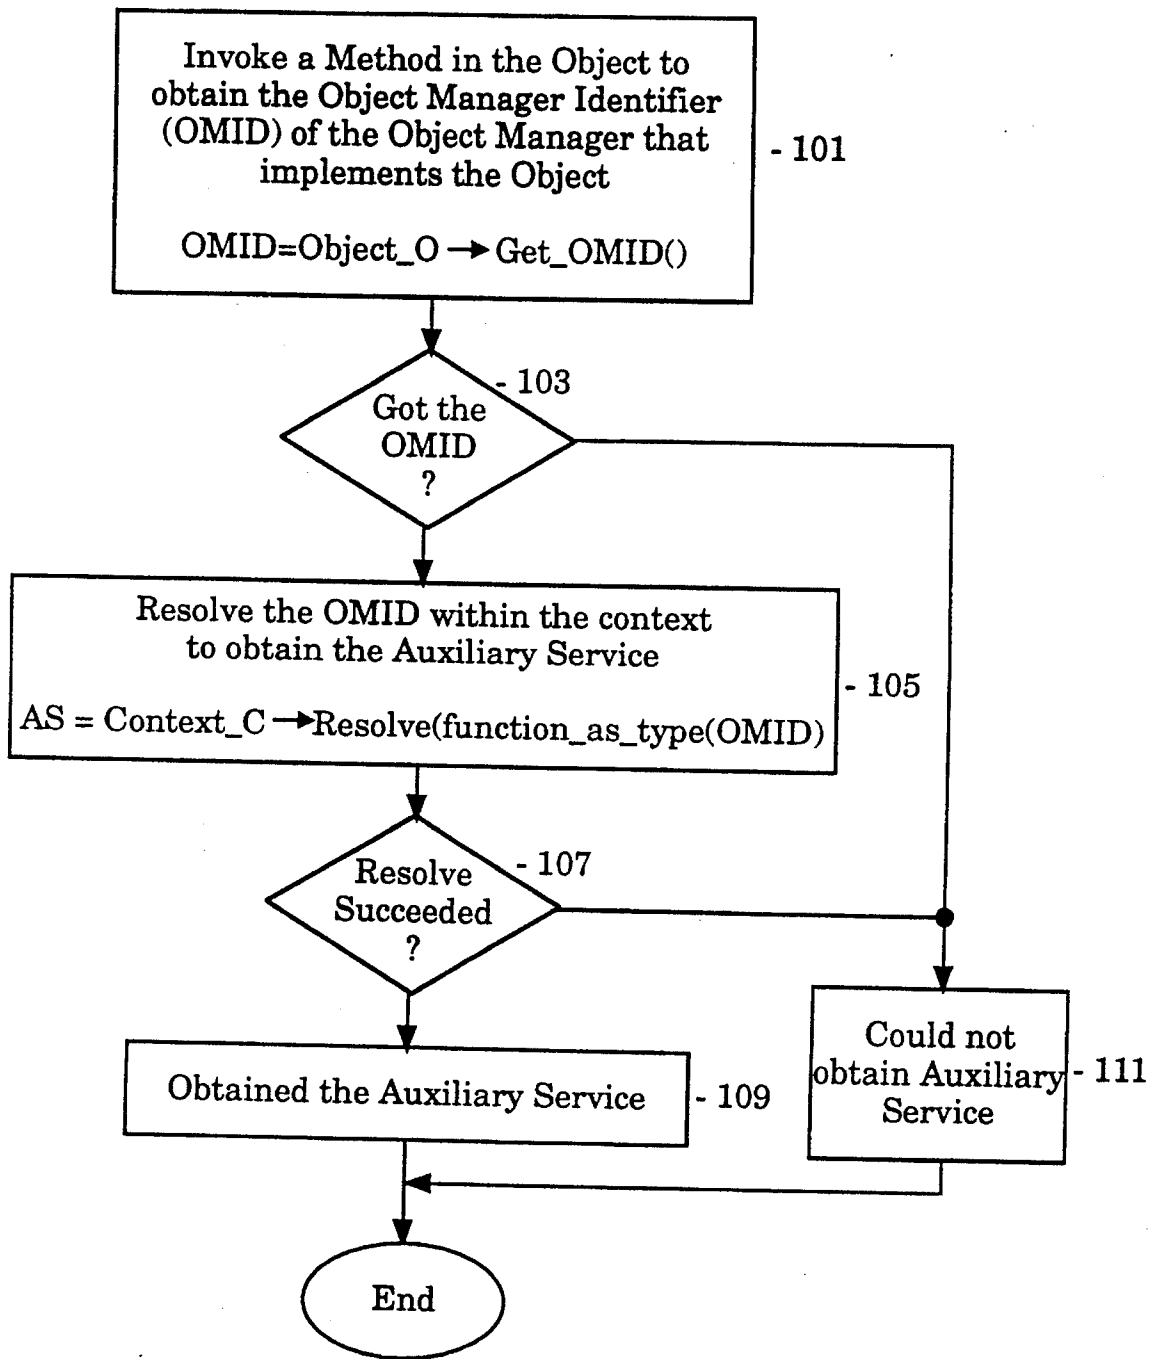 Invoke a Method in the Object to
obtain the Object Manager Identifier
(OMID) of the Object Manager that
implements the Object
- 101
OMID=Object_O → Get_OMID()
- 103
Got the
OMID
?
Resolve the OMID within the context
to obtain the Auxiliary Service
- 105
AS = Context_C → Resolve(function_as_type(OMID)
- 107
Resolve
Succeeded
?
Could not
obtain Auxiliary
Service
- 111
Obtained the Auxiliary Service
- 109
End